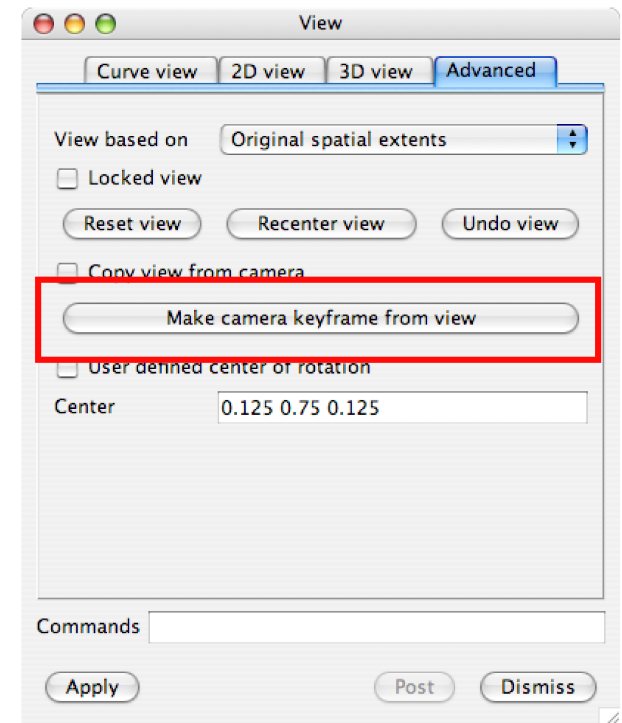 View
Curve view 2D view 3D view Advanced
View based on Original spatial extents
Locked view
Reset view Recenter view Undo view
Copy view from camera
Make camera keyframe from view
User defined center of rotation
Center 0.125 0.75 0.125
Commands
Apply Post Dismiss